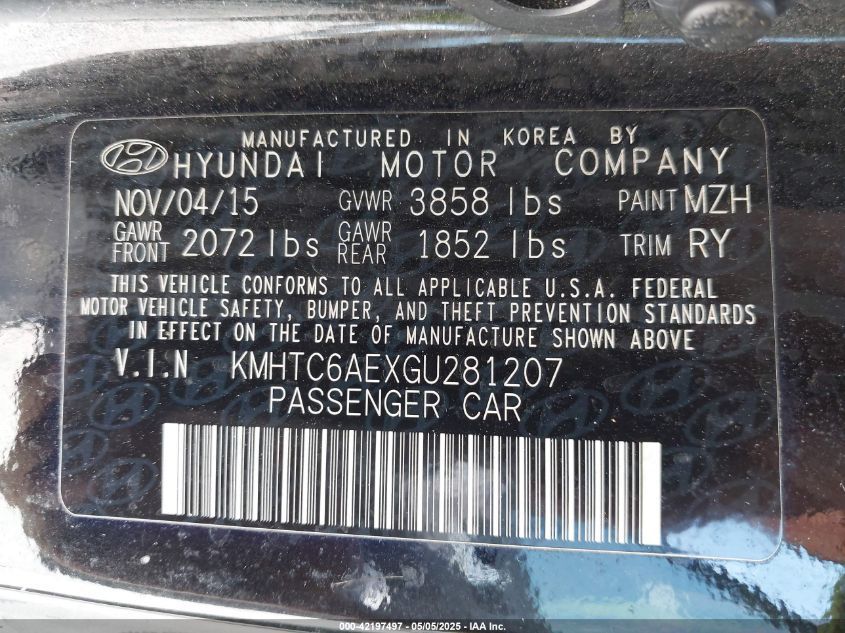 MANUFACTURED IN KOREA BY
HYUNDAI MOTOR COMPANY
NOV/04/15 GVWR 3858 lbs PAINT MZH
GAWR FRONT 2072 lbs GAWR REAR 1852 lbs TRIM RY
THIS VEHICLE CONFORMS TO ALL APPLICABLE U.S.A. FEDERAL
MOTOR VEHICLE SAFETY, BUMPER, AND THEFT PREVENTION STANDARDS
IN EFFECT ON THE DATE OF MANUFACTURE SHOWN ABOVE
V.I.N KMHTC6AEXGU281207
PASSENGER CAR
000-42197497 - 05/05/2025 - IAA Inc.